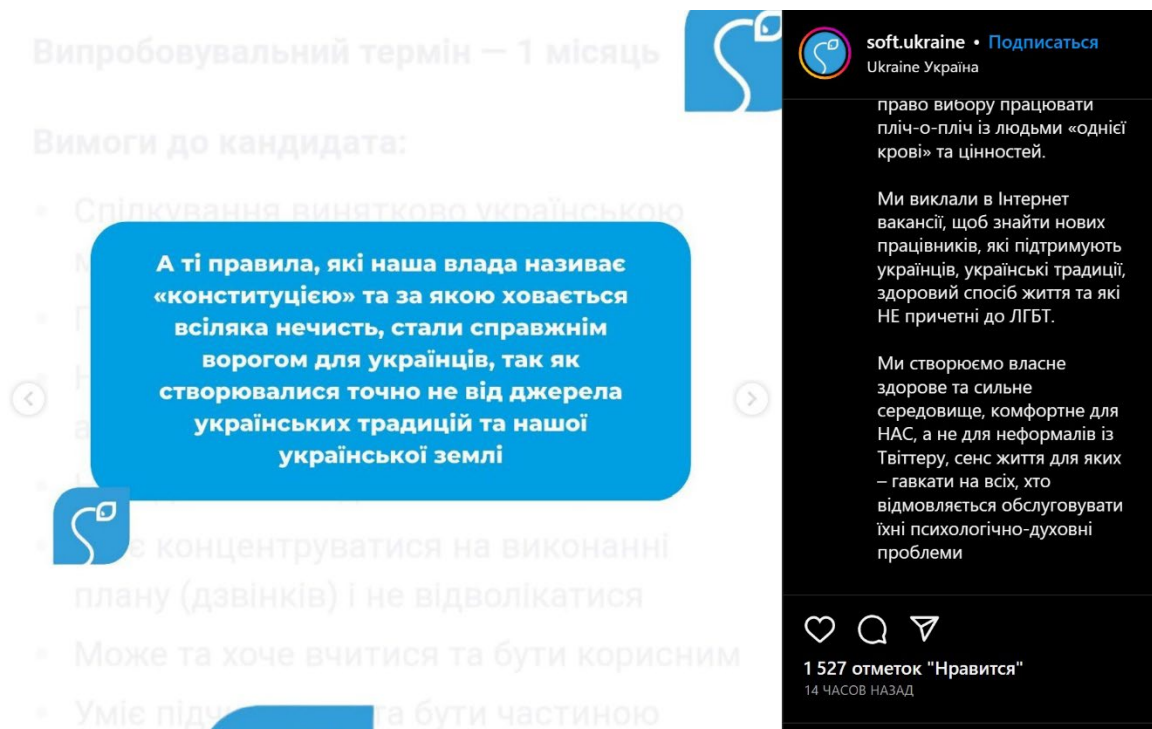 Випробовувальний термін — 1 місяць
Вимоги до кандидата:
Спілкування винятково українською
А ті правила, які наша влада називає
«конституцією» та за якою ховається
всіляка нечисть, стали справжнім
ворогом для українців, так як
створювалися точно не від джерела
українських традицій та нашої
української землі
концентруватися на виконанні
плану (дзвінків) і не відволікатися
Може та хоче вчитися та бути корисним
Уміє та бути частиною
soft.ukraine • Подписаться
Ukraine Україна
право вибору працювати
пліч-о-пліч із людьми «однієї
крові» та цінностей.
Ми виклали в Інтернет
вакансії, щоб знайти нових
працівників, які підтримують
українців, українські традиції,
здоровий спосіб життя та які
НЕ причетні до ЛГБТ.
Ми створюємо власне
здорове та сильне
середовище, комфортне для
НАС, а не для неформалів із
Твіттеру, сенс життя для яких
– гавкати на всіх, хто
відмовляється обслуговувати
їхні психологічно-духовні
проблеми
1 527 отметок "Нравится"
14 ЧАСОВ НАЗАД